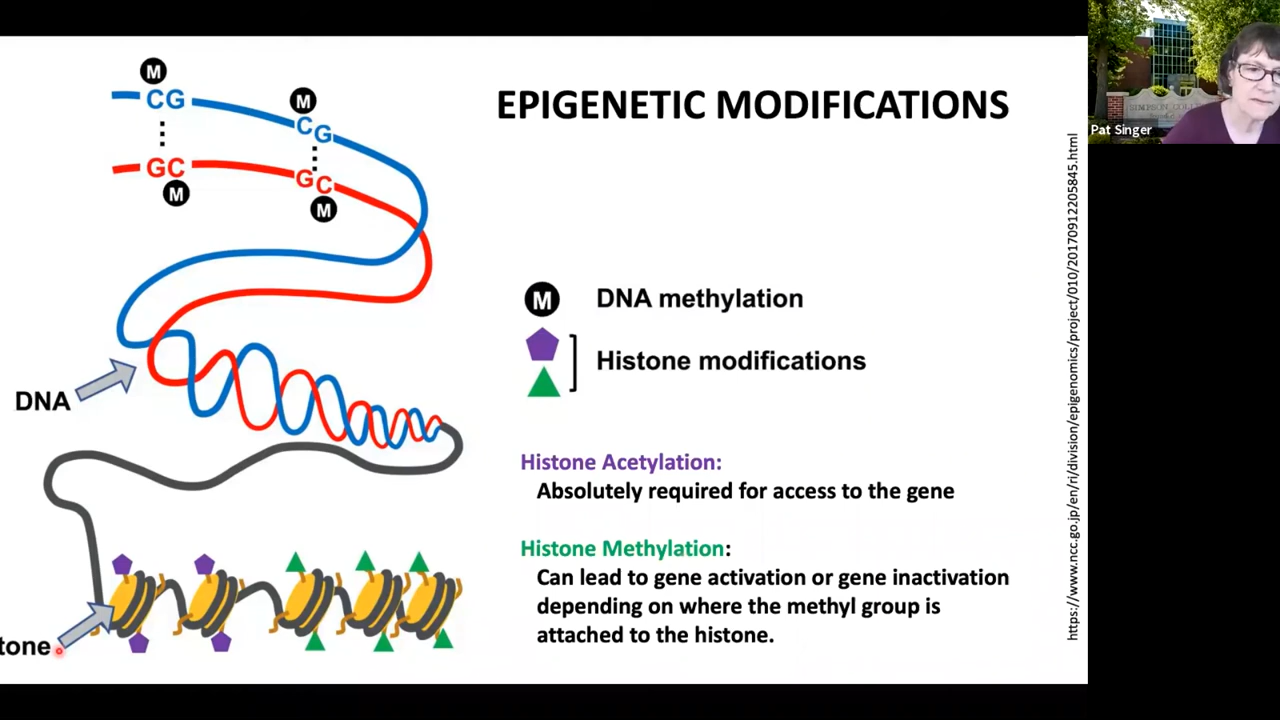 EPIGENETIC MODIFICATIONS
M
CG
M
CG
GC
M
GC
M
DNA
M DNA methylation
Histone modifications
Histone Acetylation:
Absolutely required for access to the gene
Histone Methylation:
Can lead to gene activation or gene inactivation
depending on where the methyl group is
attached to the histone.
tone
https://www.ncc.go.jp/en/ri/division/epigenomics/project/010/20170912205845.html
SIMPSON COLL
Pat Singer